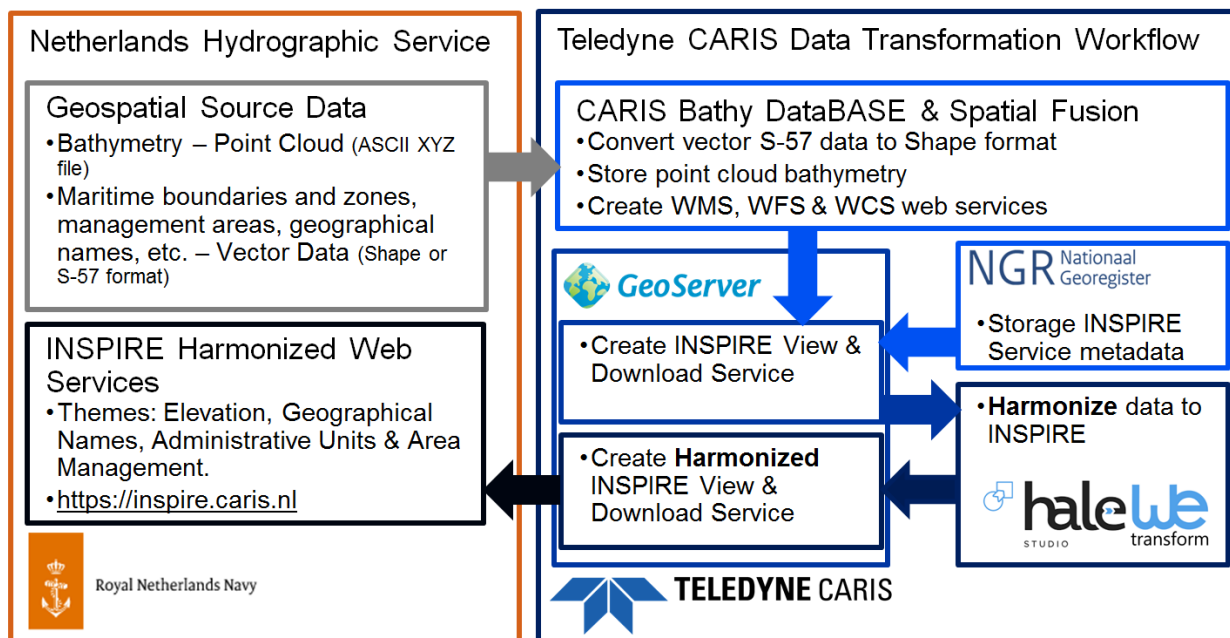 Netherlands Hydrographic Service
Geospatial Source Data
•Bathymetry – Point Cloud (ASCII XYZ
file)
•Maritime boundaries and zones,
management areas, geographical
names, etc. – Vector Data (Shape or
S-57 format)
INSPIRE Harmonized Web
Services
•Themes: Elevation, Geographical
Names, Administrative Units & Area
Management.
•https://inspire.caris.nl
Royal Netherlands Navy
Teledyne CARIS Data Transformation Workflow
CARIS Bathy DataBASE & Spatial Fusion
•Convert vector S-57 data to Shape format
•Store point cloud bathymetry
•Create WMS, WFS & WCS web services
GeoServer
•Create INSPIRE View &
Download Service
NGR Nationaal
Georegister
•Storage INSPIRE
Service metadata
•Harmonize data to
INSPIRE
hale
STUDIO
we
transform
•Create Harmonized
INSPIRE View &
Download Service
TELEDYNE CARIS